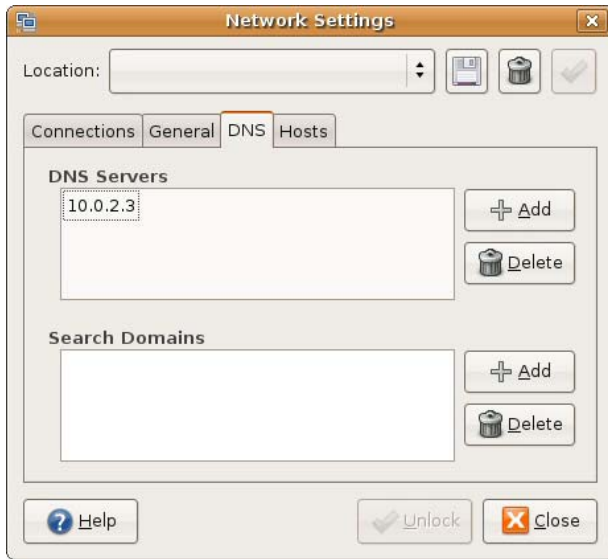 Network Settings
Location:
Connections General DNS Hosts
DNS Servers
10.0.2.3
Add
Delete
Search Domains
Add
Delete
Help Unlock Close